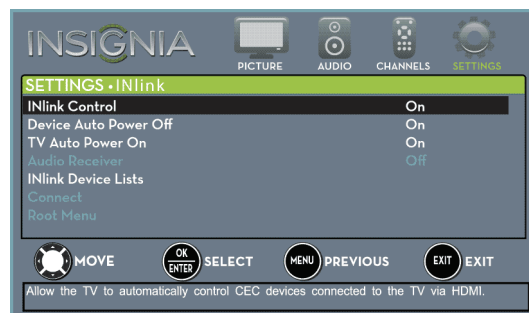 INSIGNIA
PICTURE AUDIO CHANNELS SETTINGS
SETTINGS • INlink
INlink Control On
Device Auto Power Off On
TV Auto Power On On
Audio Receiver Off
INlink Device Lists
Connect
Root Menu
MOVE OK ENTER SELECT MENU PREVIOUS EXIT EXIT
Allow the TV to automatically control CEC devices connected to the TV via HDMI.